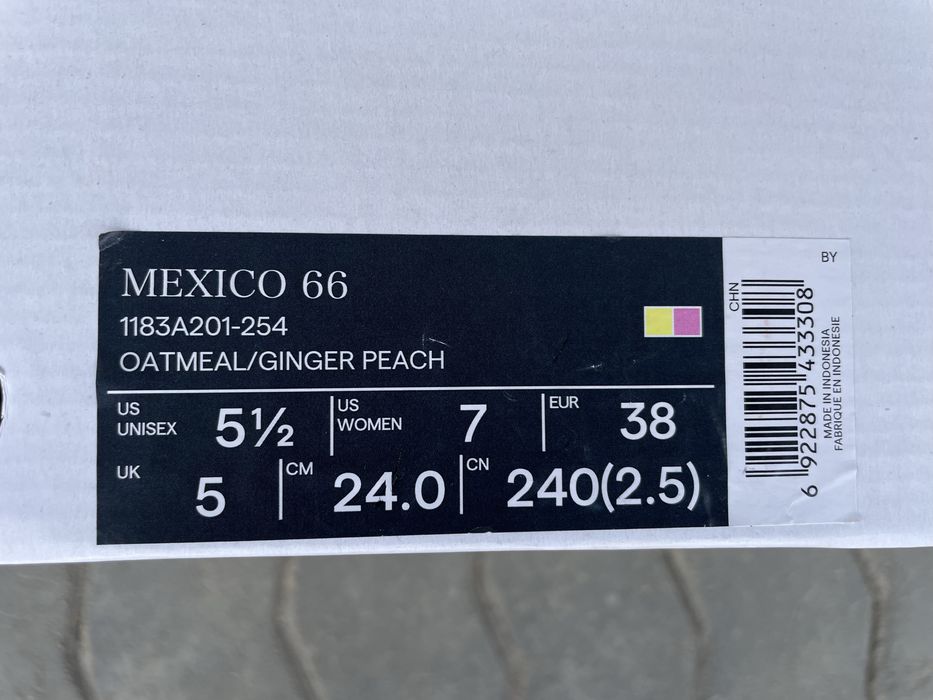 MEXICO 66
1183A201-254
OATMEAL/GINGER PEACH
US UNISEX 5½
US WOMEN 7
EUR 38
UK 5
CM 24.0
CN 240(2.5)
BY
CHN
6 922875 433308
MADE IN INDONESIA
FABRIQUE EN INDONESIE